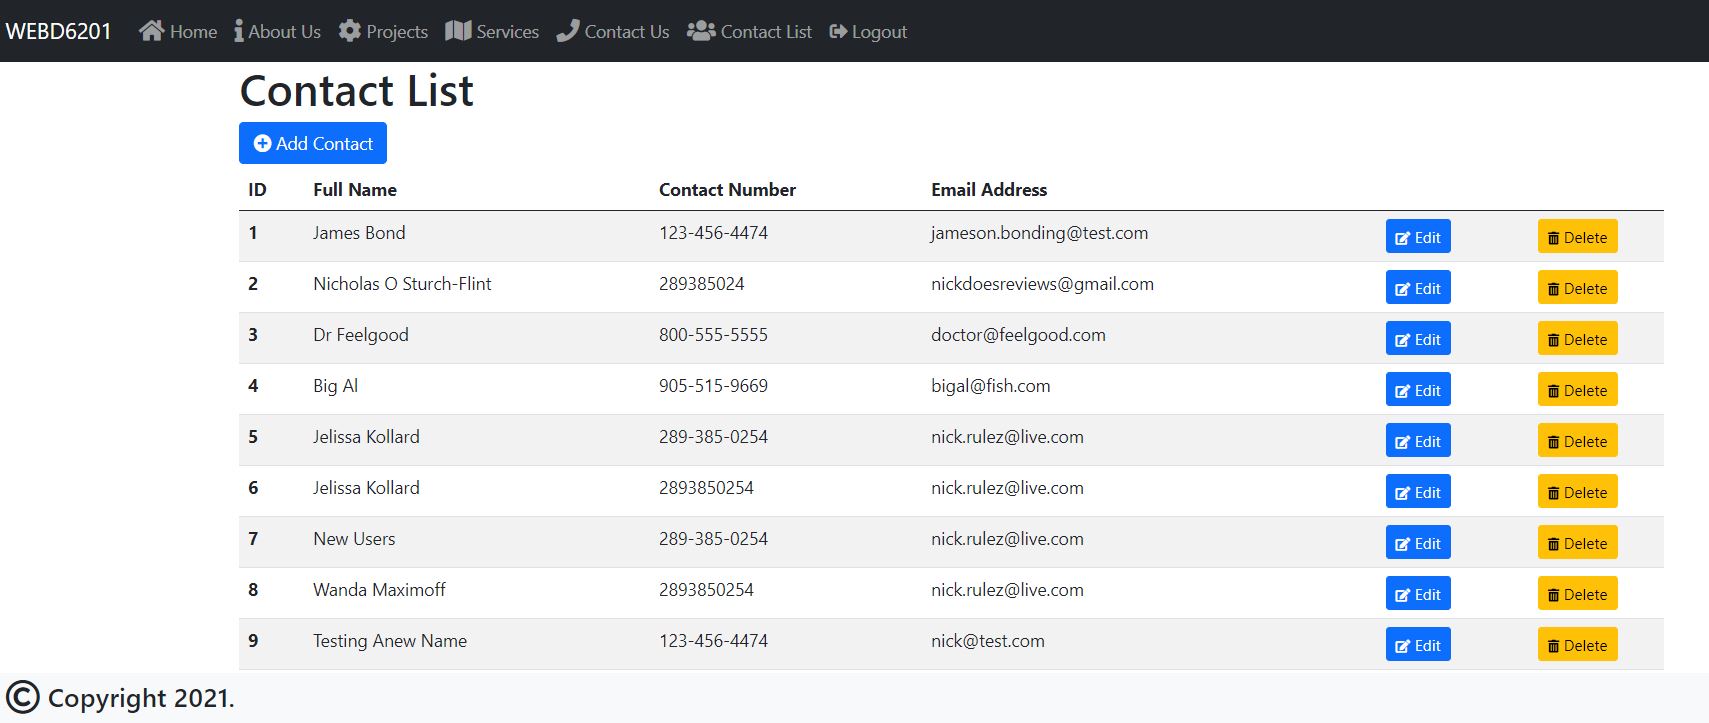 WEBD6201 Home About Us Projects Services Contact Us Contact List Logout
Contact List
Add Contact
ID Full Name Contact Number Email Address
1 James Bond 123-456-4474 jameson.bonding@test.com Edit Delete
2 Nicholas O Sturch-Flint 289385024 nickdoesreviews@gmail.com Edit Delete
3 Dr Feelgood 800-555-5555 doctor@feelgood.com Edit Delete
4 Big Al 905-515-9669 bigal@fish.com Edit Delete
5 Jelissa Kollard 289-385-0254 nick.rulez@live.com Edit Delete
6 Jelissa Kollard 2893850254 nick.rulez@live.com Edit Delete
7 New Users 289-385-0254 nick.rulez@live.com Edit Delete
8 Wanda Maximoff 2893850254 nick.rulez@live.com Edit Delete
9 Testing Anew Name 123-456-4474 nick@test.com Edit Delete
© Copyright 2021.